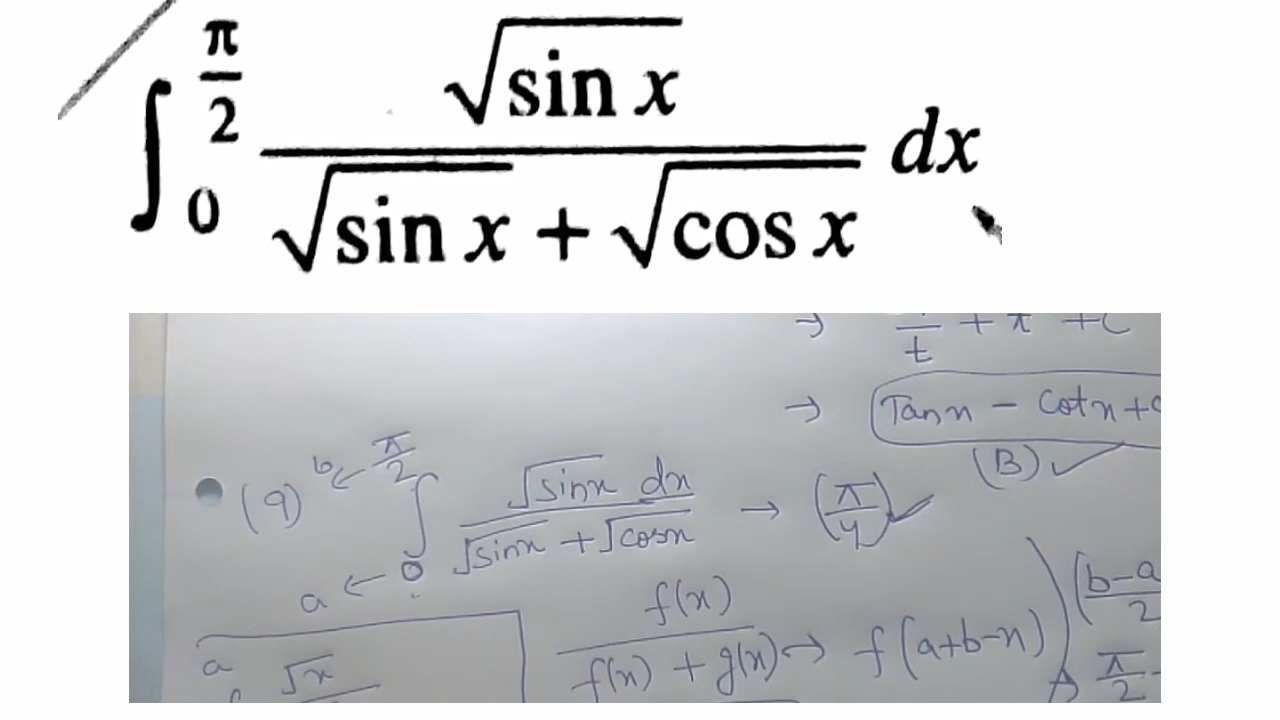 ∫₀^{π/2} √(sin x) / (√(sin x) + √(cos x)) dx
→ /t + x + C
→ Tan x − Cot x + C
(B) ✓
(9) b ← π/2 ∫ a ← 0 √(sin x) dx / (√(sin x) + √(cos x)) → (π/4) ✓
f(x) / (f(x) + g(x)) → f(a+b−x) ) (b−a / 2
π/2 −
a
√x